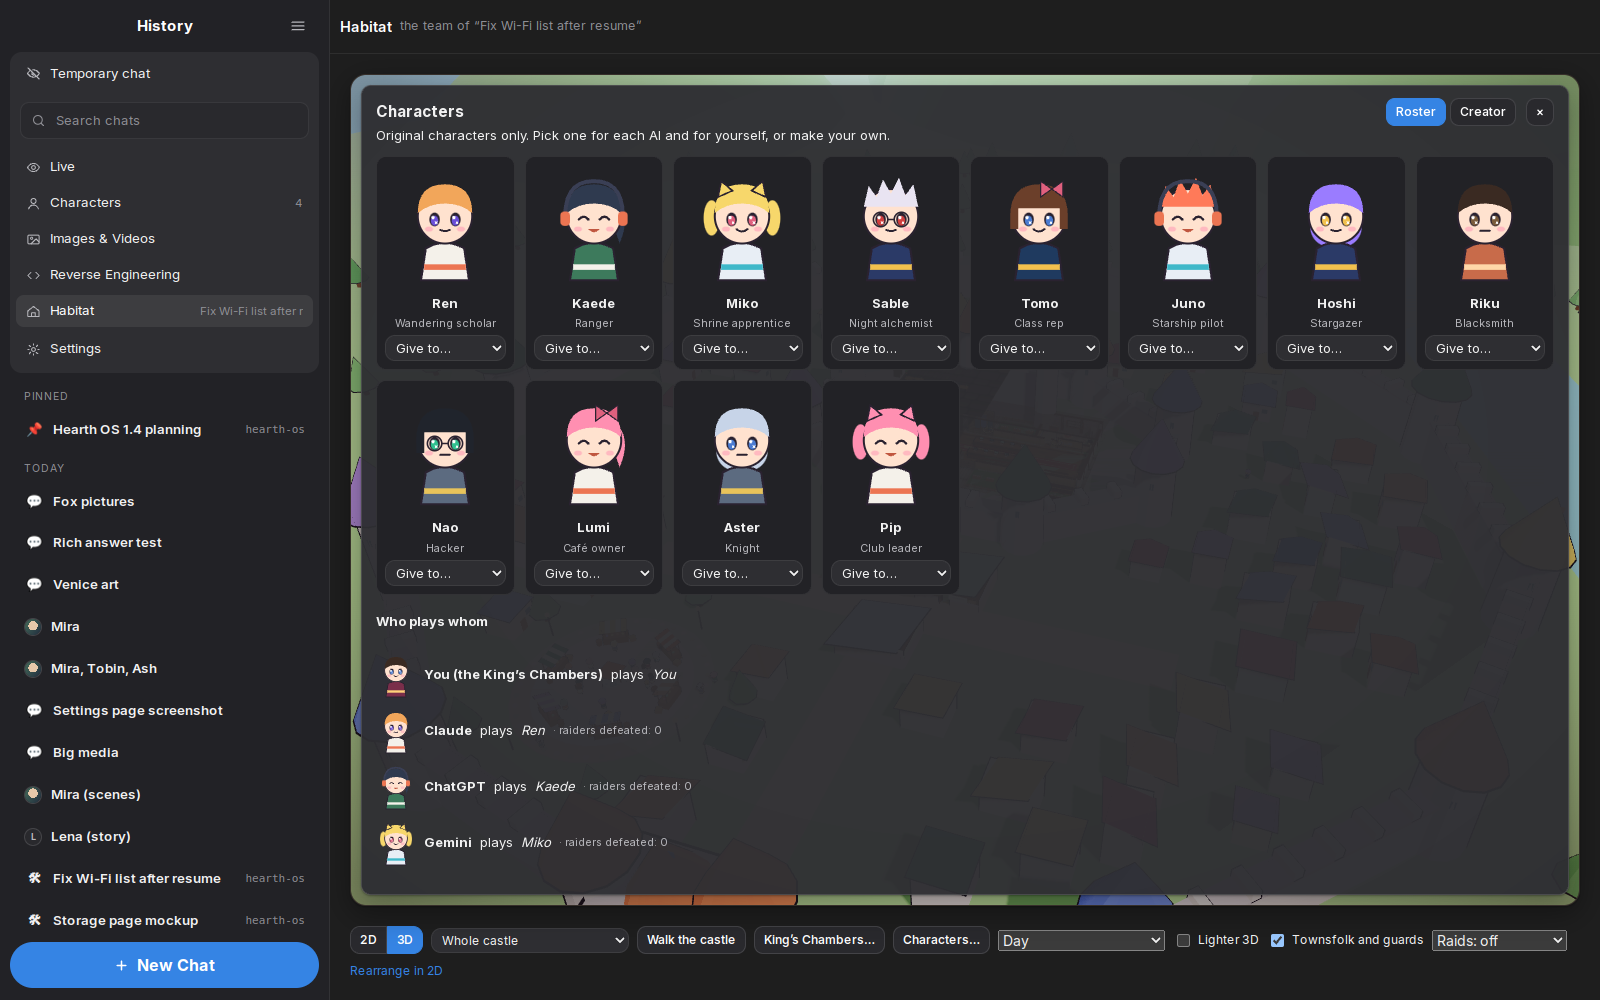 History
Temporary chat
Search chats
Live
Characters 4
Images & Videos
Reverse Engineering
Habitat Fix Wi-Fi list after r
Settings
PINNED
Hearth OS 1.4 planning hearth-os
TODAY
Fox pictures
Rich answer test
Venice art
Mira
Mira, Tobin, Ash
Settings page screenshot
Big media
Mira (scenes)
L Lena (story)
Fix Wi-Fi list after resume hearth-os
Storage page mockup hearth-os
+ New Chat
Habitat the team of “Fix Wi-Fi list after resume”
Characters
Roster Creator ×
Original characters only. Pick one for each AI and for yourself, or make your own.
Ren Kaede Miko Sable Tomo Juno Hoshi Riku
Wandering scholar Ranger Shrine apprentice Night alchemist Class rep Starship pilot Stargazer Blacksmith
Give to… Give to… Give to… Give to… Give to… Give to… Give to… Give to…
Nao Lumi Aster Pip
Hacker Café owner Knight Club leader
Give to… Give to… Give to… Give to…
Who plays whom
You (the King’s Chambers) plays You
Claude plays Ren · raiders defeated: 0
ChatGPT plays Kaede · raiders defeated: 0
Gemini plays Miko · raiders defeated: 0
2D 3D Whole castle Walk the castle King’s Chambers… Characters… Day Lighter 3D Townsfolk and guards Raids: off
Rearrange in 2D